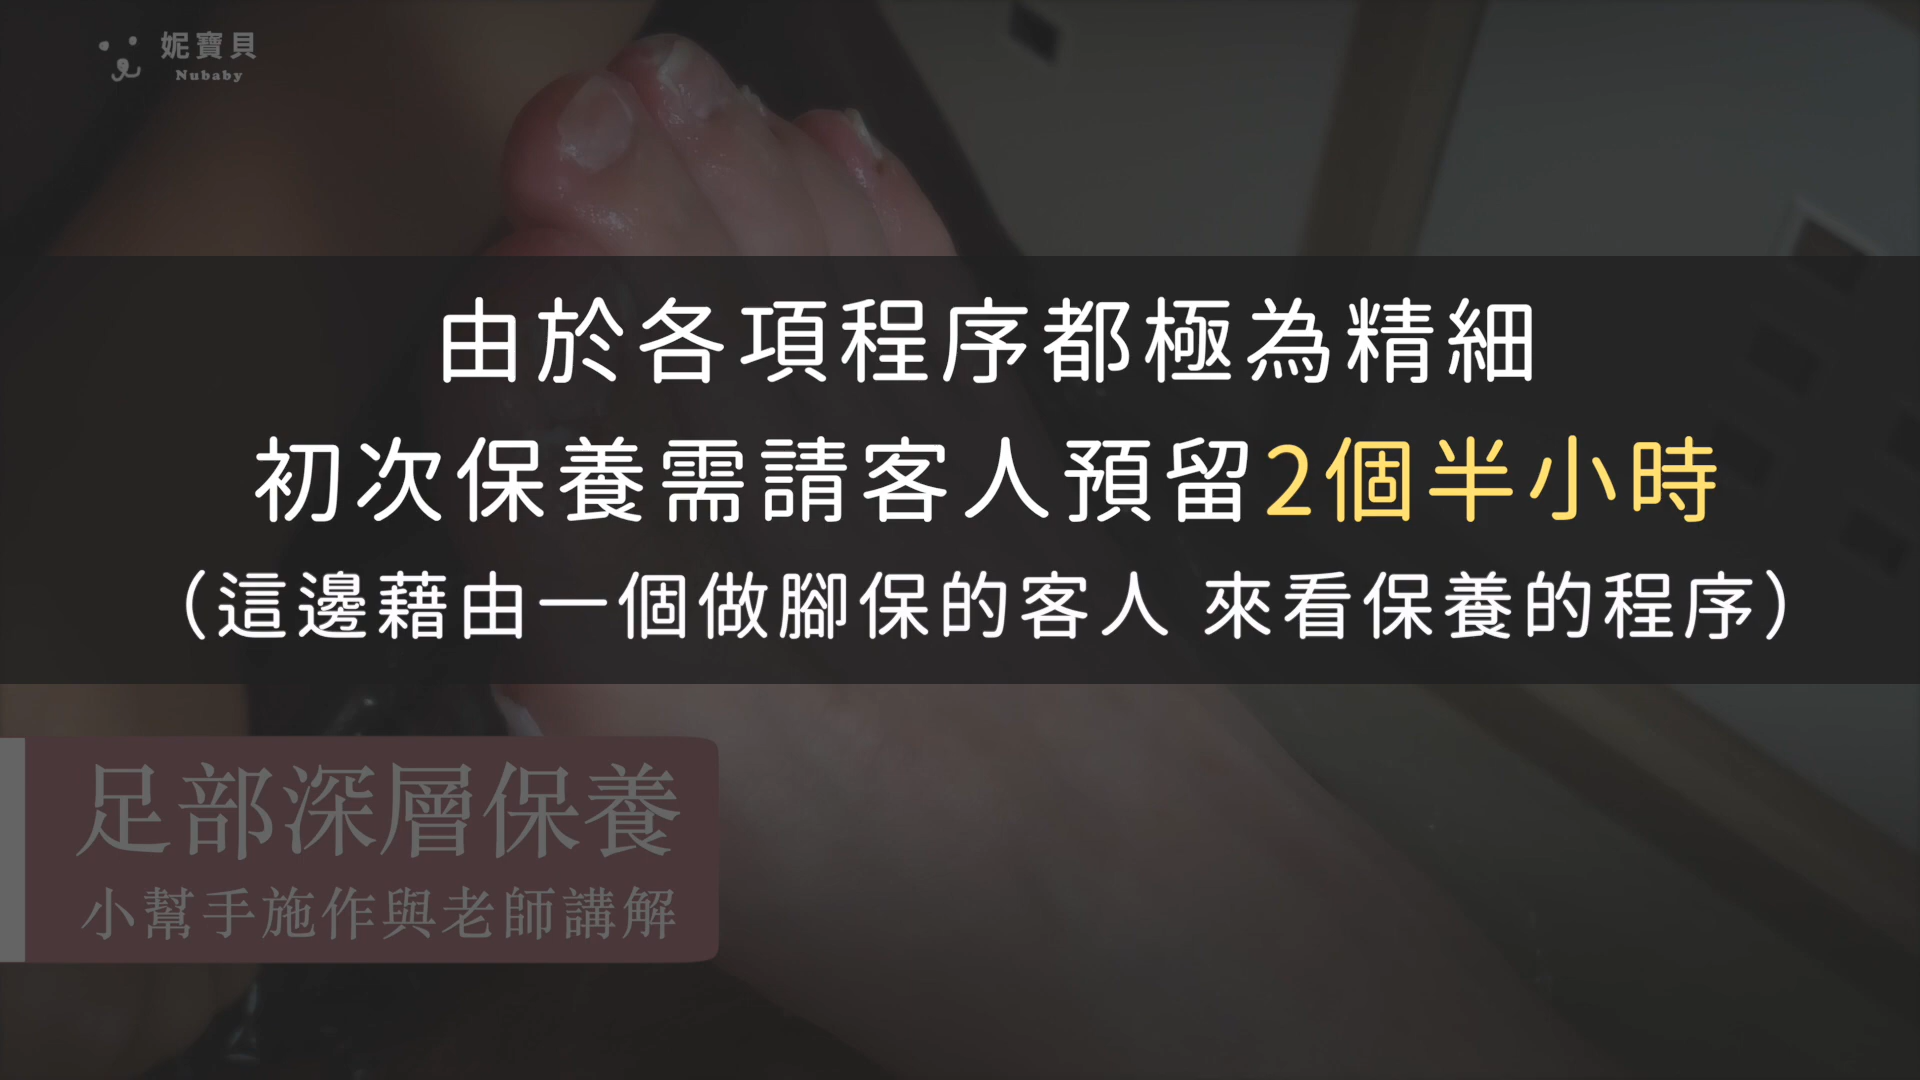 妮寶貝
Nubaby
由於各項程序都極為精細
初次保養需請客人預留2個半小時
（這邊藉由一個做腳保的客人 來看保養的程序）
足部深層保養
小幫手施作與老師講解